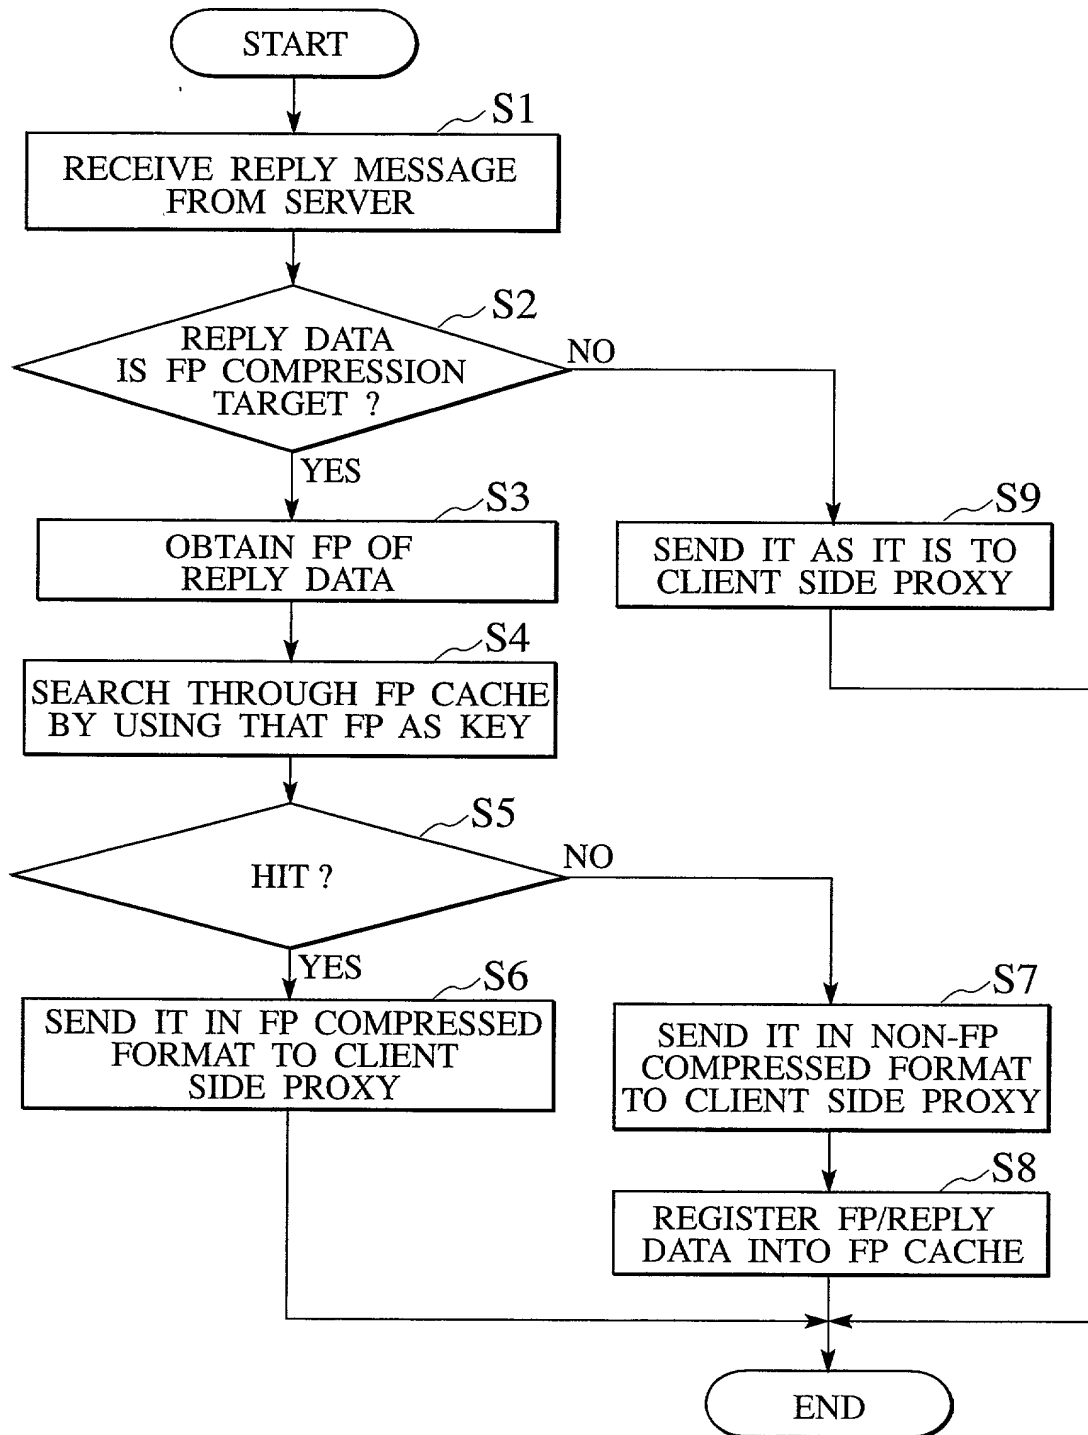 START
S1
RECEIVE REPLY MESSAGE
FROM SERVER
S2
REPLY DATA
IS FP COMPRESSION
TARGET ?
NO
YES
S3
OBTAIN FP OF
REPLY DATA
S9
SEND IT AS IT IS TO
CLIENT SIDE PROXY
S4
SEARCH THROUGH FP CACHE
BY USING THAT FP AS KEY
S5
HIT ?
NO
YES
S6
SEND IT IN FP COMPRESSED
FORMAT TO CLIENT
SIDE PROXY
S7
SEND IT IN NON-FP
COMPRESSED FORMAT
TO CLIENT SIDE PROXY
S8
REGISTER FP/REPLY
DATA INTO FP CACHE
END